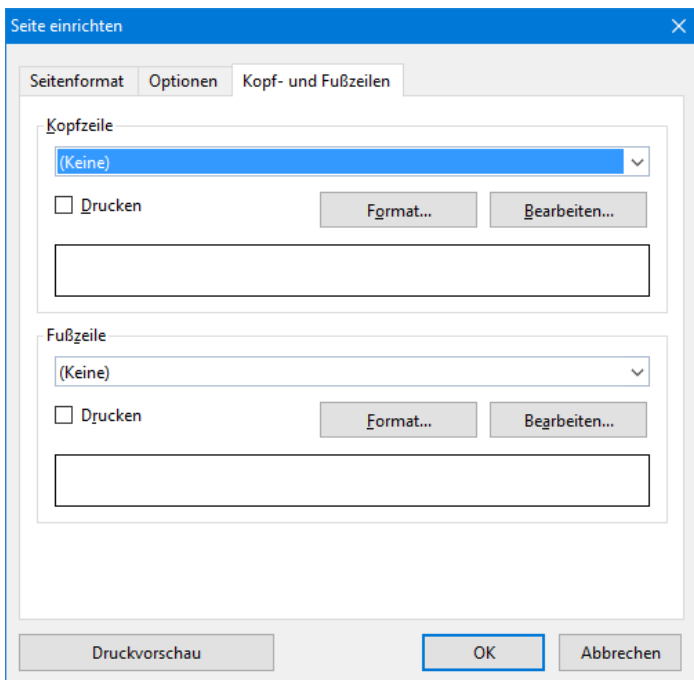 Seite einrichten
Seitenformat Optionen Kopf- und Fußzeilen
Kopfzeile
(Keine)
Drucken Format... Bearbeiten...
Fußzeile
(Keine)
Drucken Format... Bearbeiten...
Druckvorschau OK Abbrechen